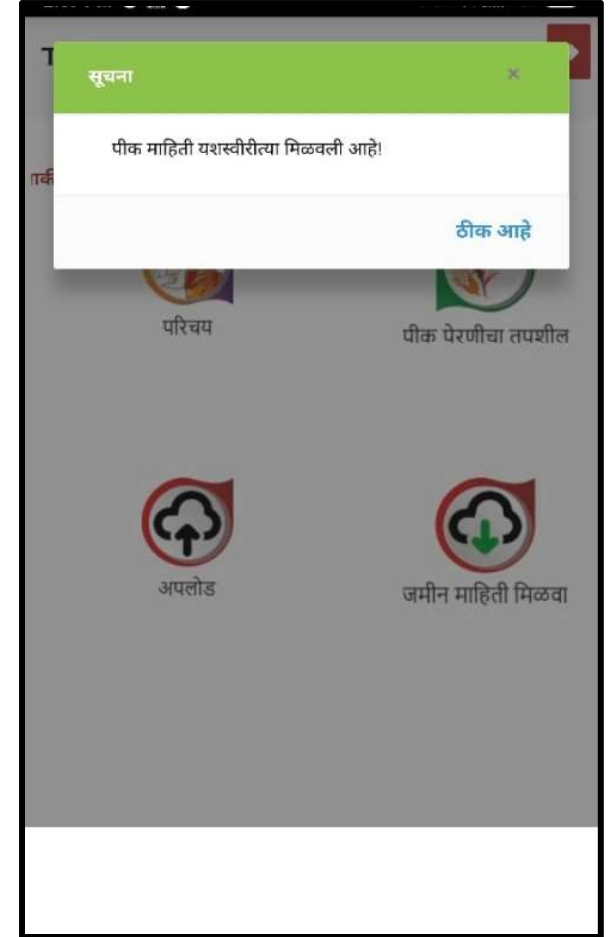 सूचना
पीक माहिती यशस्वीरीत्या मिळवली आहे!
ठीक आहे
परिचय
पीक पेरणीचा तपशील
अपलोड
जमीन माहिती मिळवा